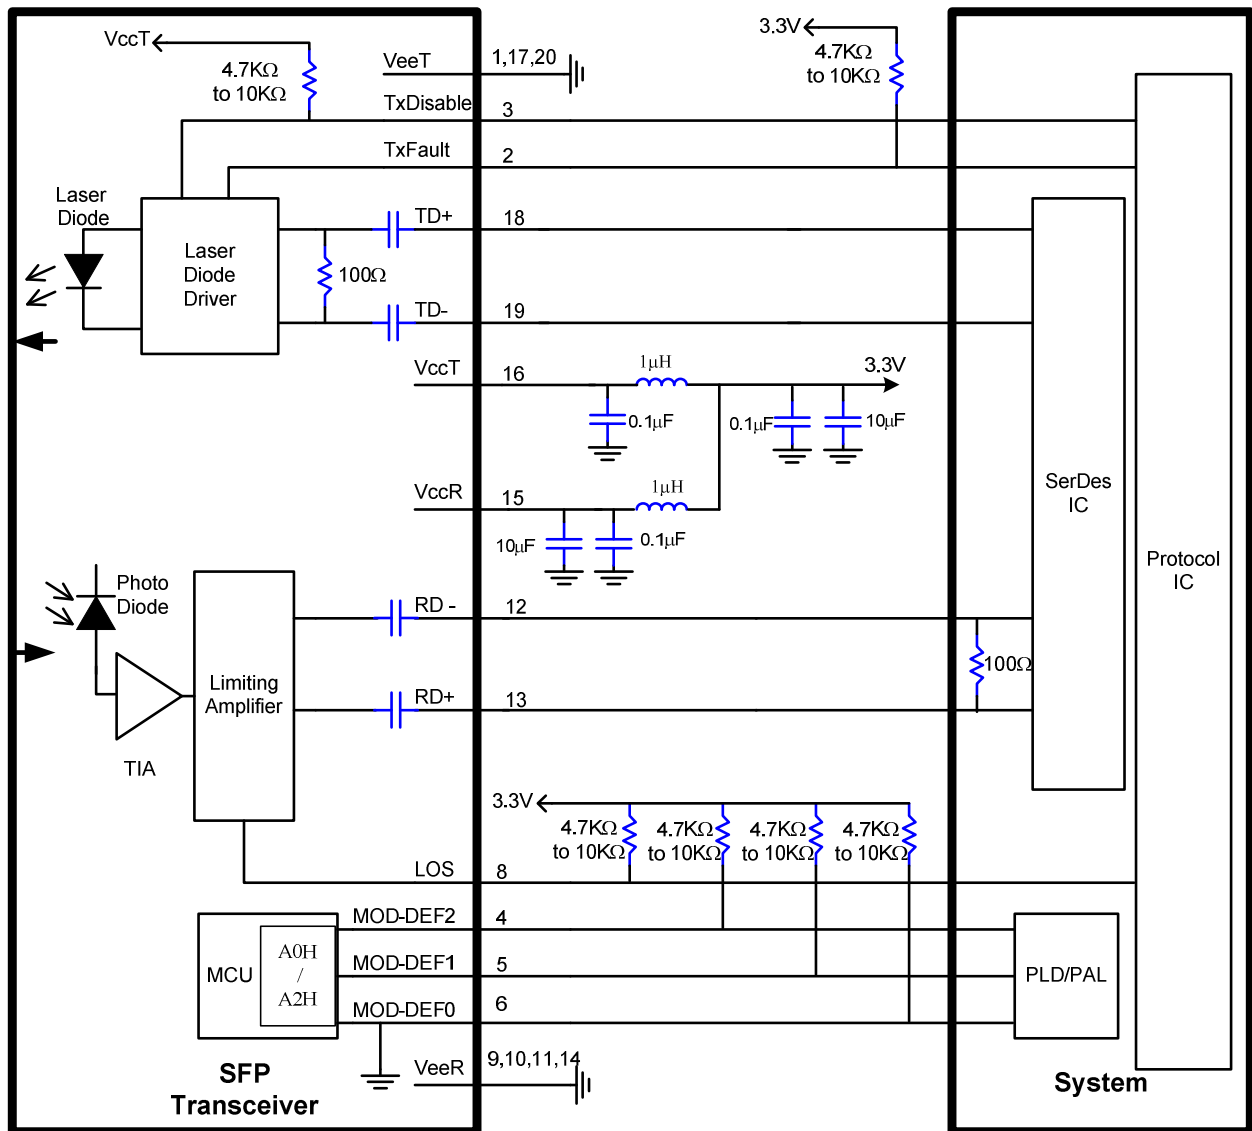 VccT
4.7KΩ
to 10KΩ
VeeT
1,17,20
3.3V
4.7KΩ
to 10KΩ
TxDisable
3
TxFault
2
Laser
Diode
Laser
Diode
Driver
100Ω
TD+
18
TD-
19
VccT
16
1µH
3.3V
0.1µF
0.1µF
10µF
VccR
15
1µH
10µF
0.1µF
SerDes
IC
Protocol
IC
Photo
Diode
TIA
Limiting
Amplifier
RD -
12
RD+
13
100Ω
3.3V
4.7KΩ
to 10KΩ
4.7KΩ
to 10KΩ
4.7KΩ
to 10KΩ
4.7KΩ
to 10KΩ
LOS
8
MOD-DEF2
4
MCU
A0H
/
A2H
MOD-DEF1
5
PLD/PAL
MOD-DEF0
6
VeeR
9,10,11,14
SFP
Transceiver
System